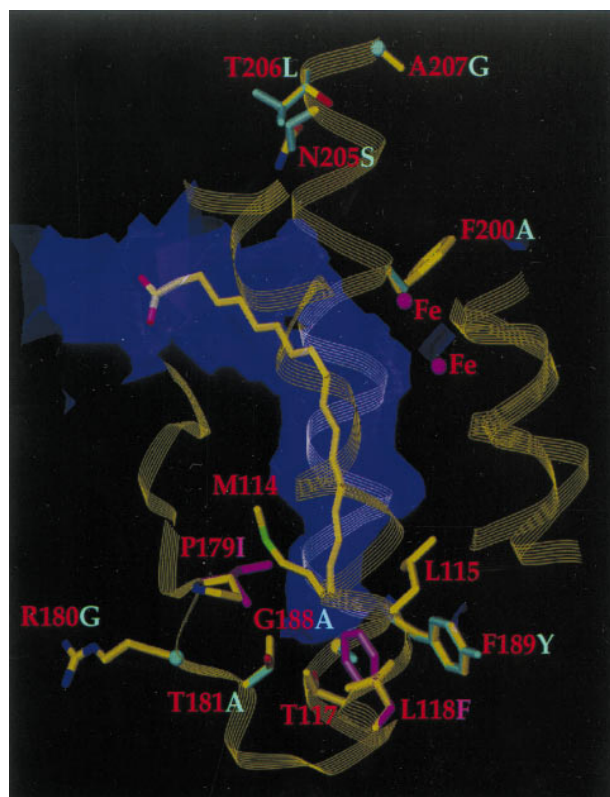 T206L
A207G
N205S
F200A
Fe
Fe
M114
P179I
L115
R180G
G188A
F189Y
T181A
T117
L118F